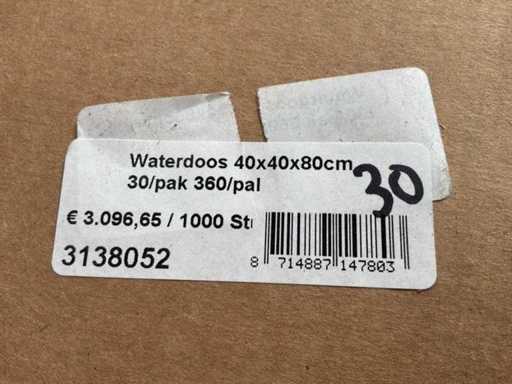 Waterdoos 40x40x80cm
30/pak 360/pal
30
€ 3.096,65 / 1000 St
3138052
8 714887 147803